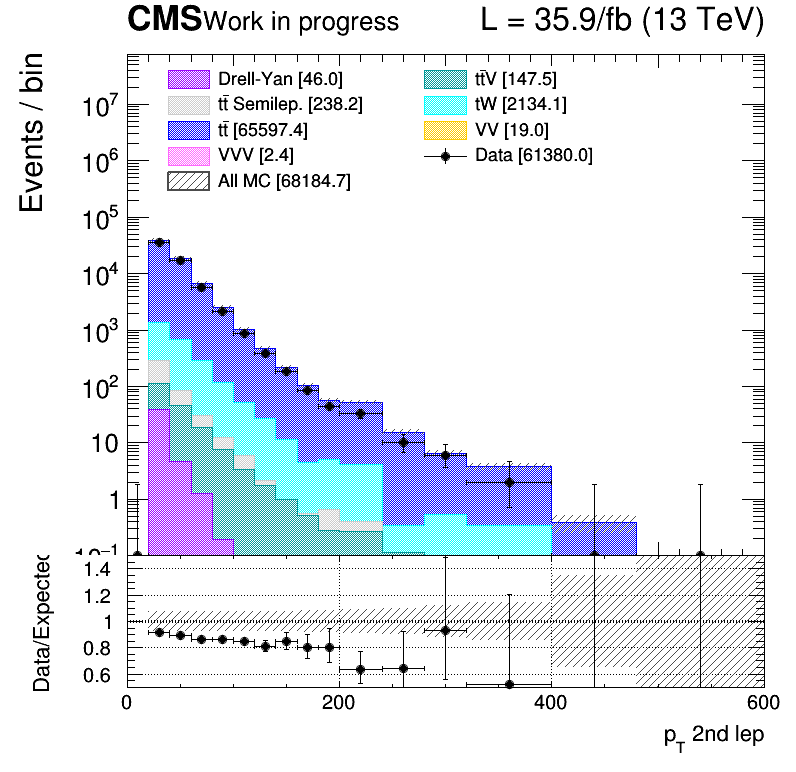 CMS Work in progress L = 35.9/fb (13 TeV)
Events / bin
Drell-Yan [46.0]
tt̄ Semilep. [238.2]
tt̄ [65597.4]
VVV [2.4]
All MC [68184.7]
tt̄V [147.5]
tW [2134.1]
VV [19.0]
Data [61380.0]
10⁷
10⁶
10⁵
10⁴
10³
10²
10
1
10⁻¹
Data/Expected
1.4
1.2
1
0.8
0.6
0 200 400 600
p_T 2nd lep